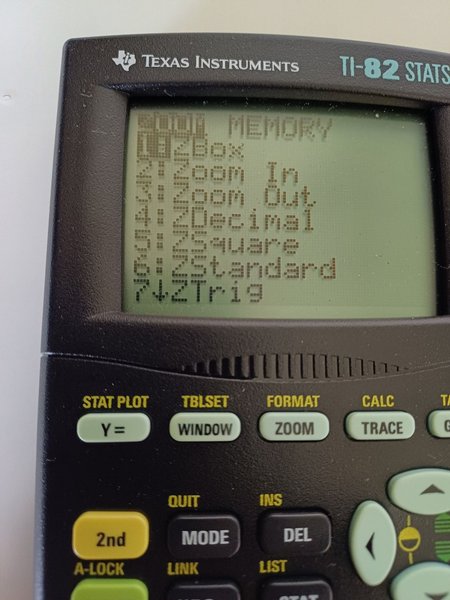 TEXAS INSTRUMENTS TI-82 STATS
ZOOM MEMORY
1:ZBox
2:Zoom In
3:Zoom Out
4:ZDecimal
5:ZSquare
6:ZStandard
7↓ZTrig
STAT PLOT TBLSET FORMAT CALC
Y= WINDOW ZOOM TRACE
QUIT INS
2nd MODE DEL
A-LOCK LINK LIST
STAT